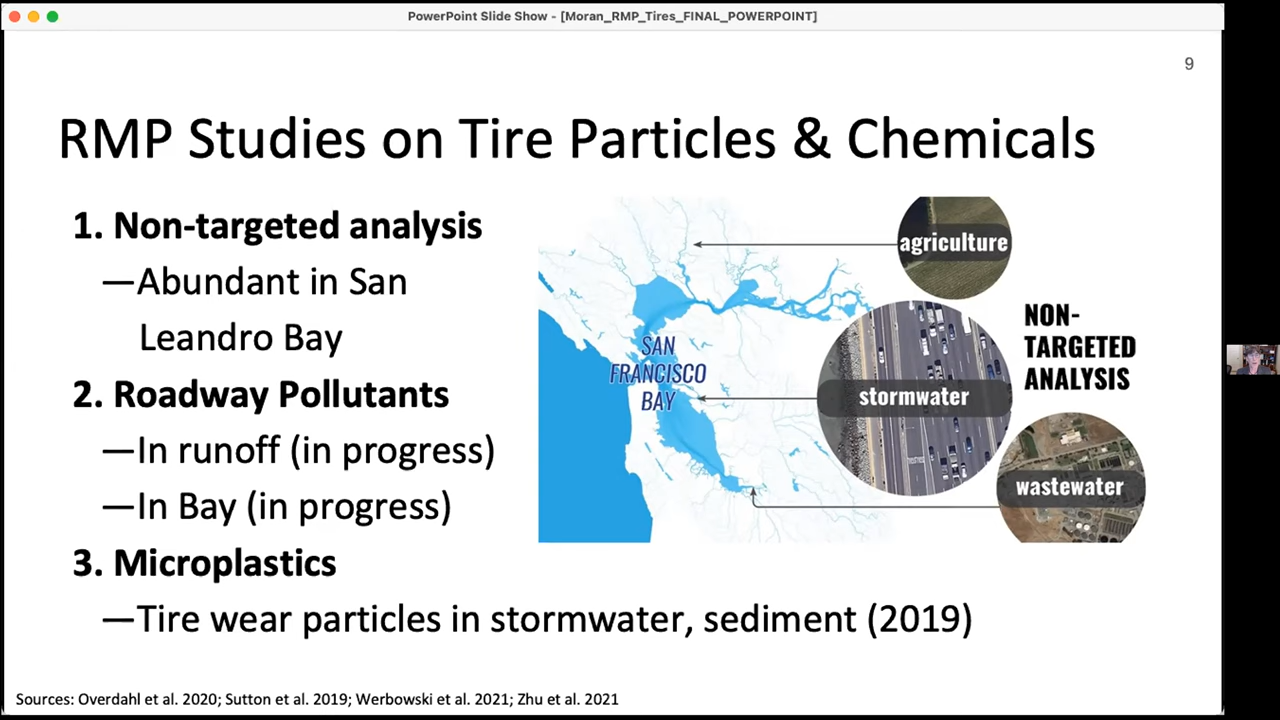 PowerPoint Slide Show - [Moran_RMP_Tires_FINAL_POWERPOINT]
9
RMP Studies on Tire Particles & Chemicals
1. Non-targeted analysis
—Abundant in San
Leandro Bay
2. Roadway Pollutants
—In runoff (in progress)
—In Bay (in progress)
3. Microplastics
—Tire wear particles in stormwater, sediment (2019)
SAN
FRANCISCO
BAY
agriculture
stormwater
wastewater
NON-
TARGETED
ANALYSIS
Sources: Overdahl et al. 2020; Sutton et al. 2019; Werbowski et al. 2021; Zhu et al. 2021